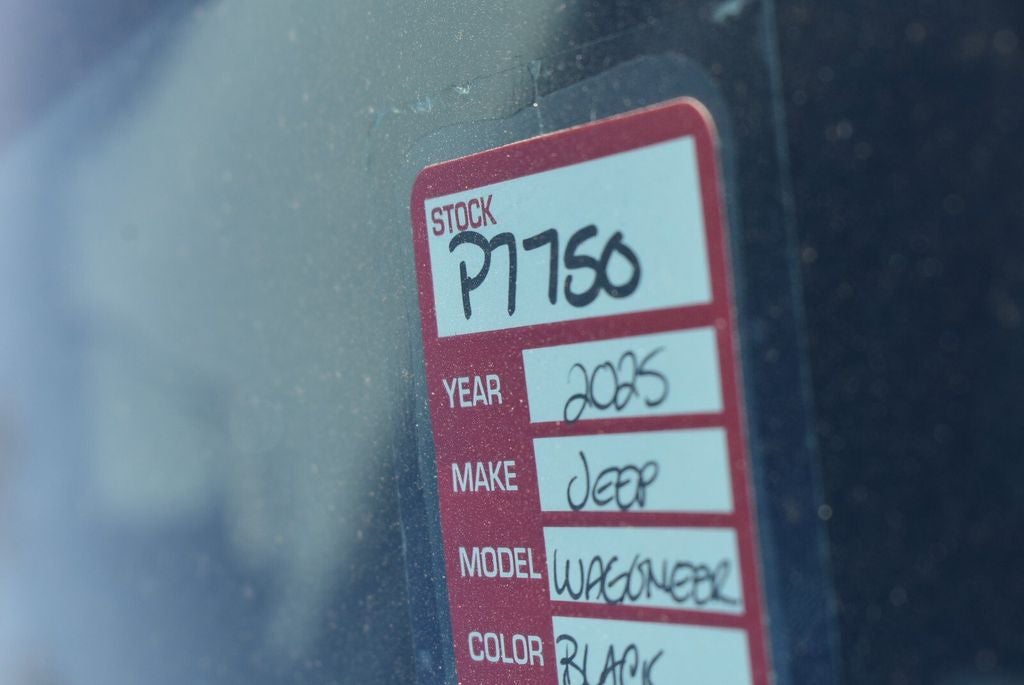 STOCK
P7750
YEAR 2025
MAKE JEEP
MODEL WAGONEER
COLOR BLACK